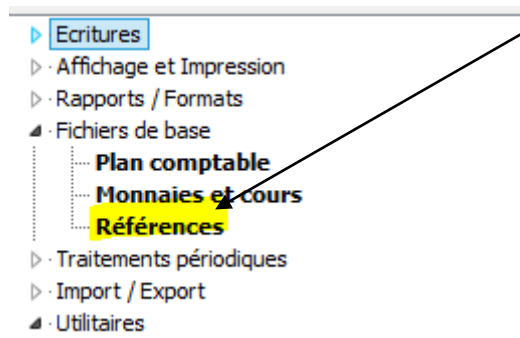 Ecritures
Affichage et Impression
Rapports / Formats
Fichiers de base
Plan comptable
Monnaies et cours
Références
Traitements périodiques
Import / Export
Utilitaires